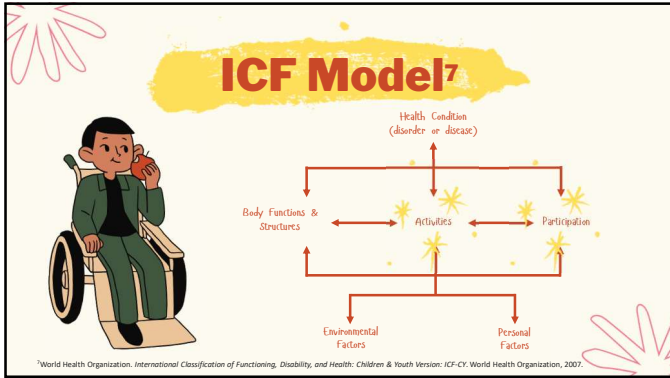 ICF Model⁷
Health Condition
(disorder or disease)
Body Functions &
Structures
Activities
Participation
Environmental
Factors
Personal
Factors
⁷World Health Organization. International Classification of Functioning, Disability, and Health: Children & Youth Version: ICF-CY. World Health Organization, 2007.